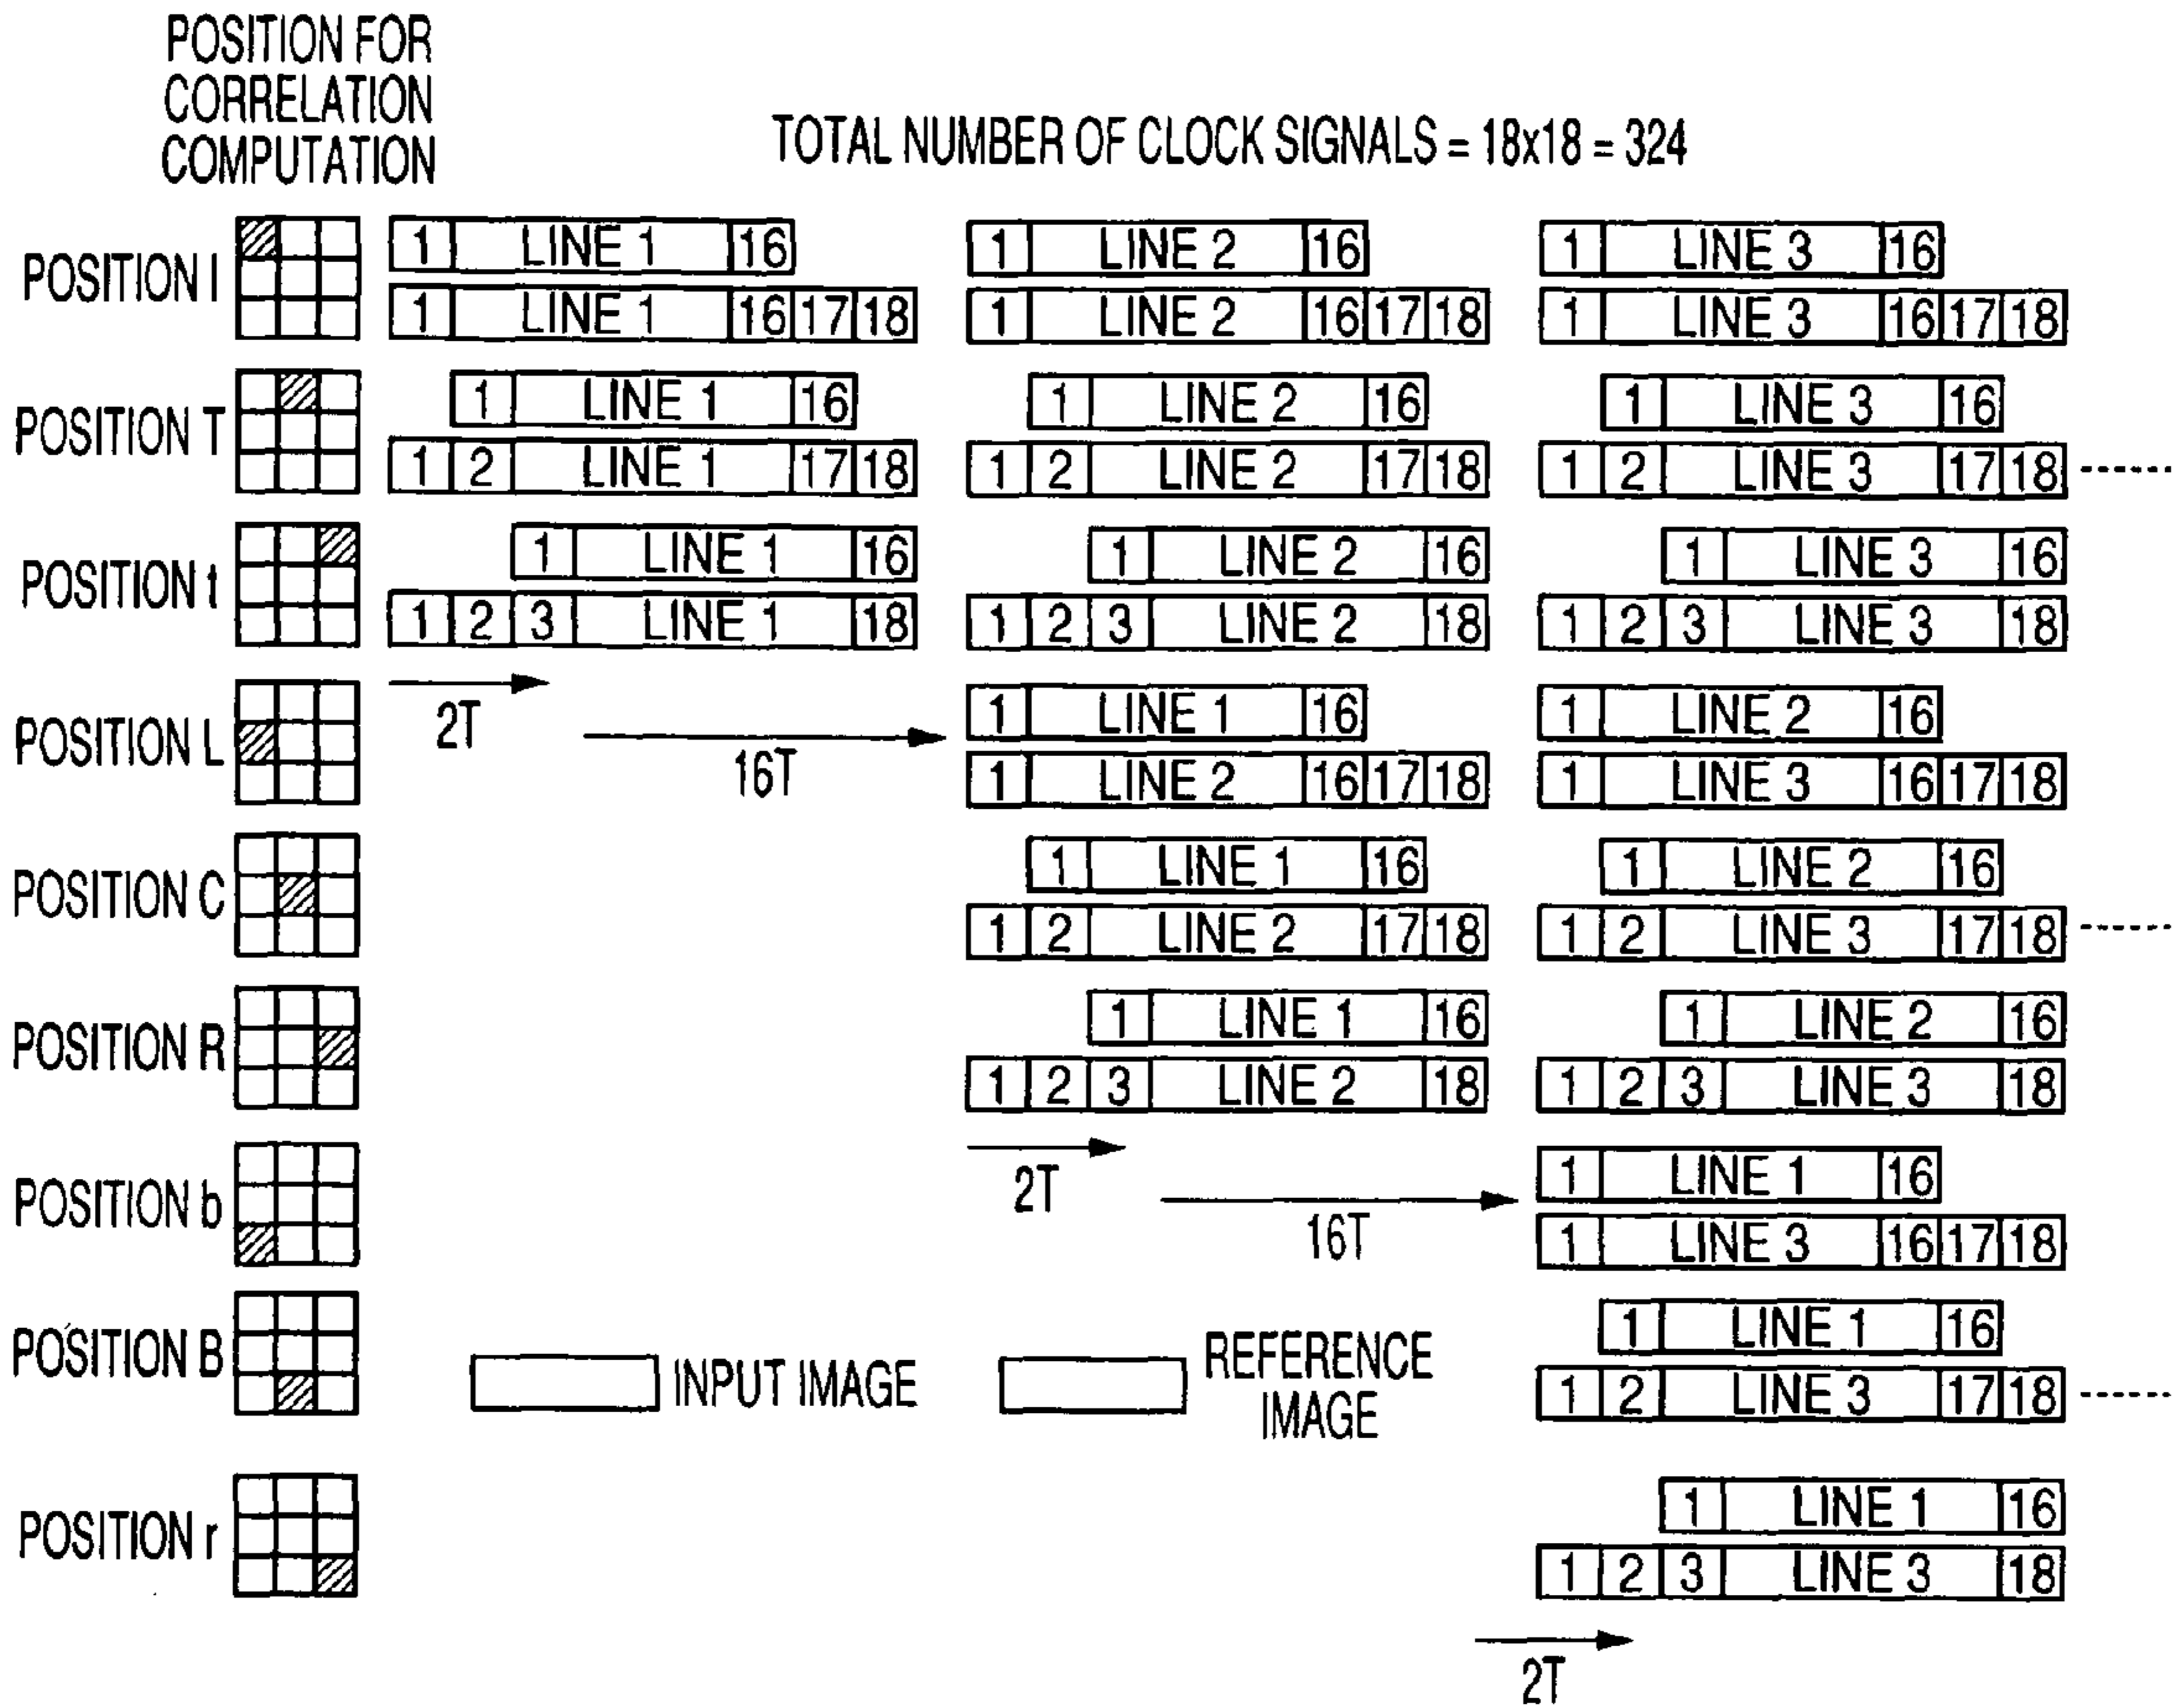 POSITION FOR
CORRELATION
COMPUTATION
TOTAL NUMBER OF CLOCK SIGNALS = 18x18 = 324
POSITION l
1 LINE 1 16 1 LINE 2 16 1 LINE 3 16
1 LINE 1 16 17 18 1 LINE 2 16 17 18 1 LINE 3 16 17 18
POSITION T
1 LINE 1 16 1 LINE 2 16 1 LINE 3 16
1 2 LINE 1 17 18 1 2 LINE 2 17 18 1 2 LINE 3 17 18
POSITION t
1 LINE 1 16 1 LINE 2 16 1 LINE 3 16
1 2 3 LINE 1 18 1 2 3 LINE 2 18 1 2 3 LINE 3 18
2T
16T
POSITION L
1 LINE 1 16 1 LINE 2 16
1 LINE 2 16 17 18 1 LINE 3 16 17 18
POSITION C
1 LINE 1 16 1 LINE 2 16
1 2 LINE 2 17 18 1 2 LINE 3 17 18
POSITION R
1 LINE 1 16 1 LINE 2 16
1 2 3 LINE 2 18 1 2 3 LINE 3 18
2T
16T
POSITION b
1 LINE 1 16
1 LINE 3 16 17 18
POSITION B
1 LINE 1 16
1 2 LINE 3 17 18
INPUT IMAGE
REFERENCE
IMAGE
POSITION r
1 LINE 1 16
1 2 3 LINE 3 18
2T